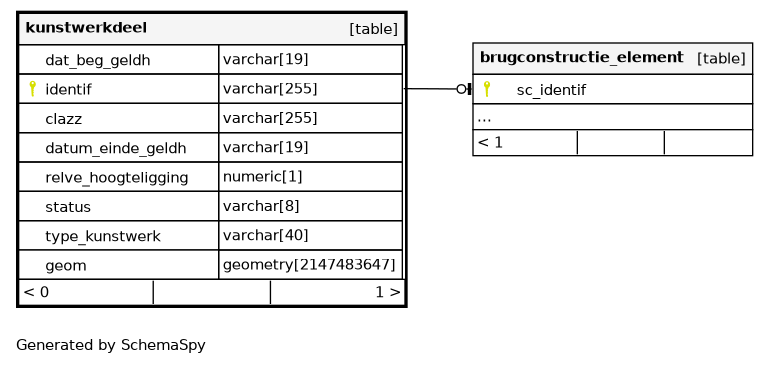 kunstwerkdeel [table]
dat_beg_geldh varchar[19]
identif varchar[255]
clazz varchar[255]
datum_einde_geldh varchar[19]
relve_hoogteligging numeric[1]
status varchar[8]
type_kunstwerk varchar[40]
geom geometry[2147483647]
< 0 1 >
brugconstructie_element [table]
sc_identif
...
< 1
Generated by SchemaSpy